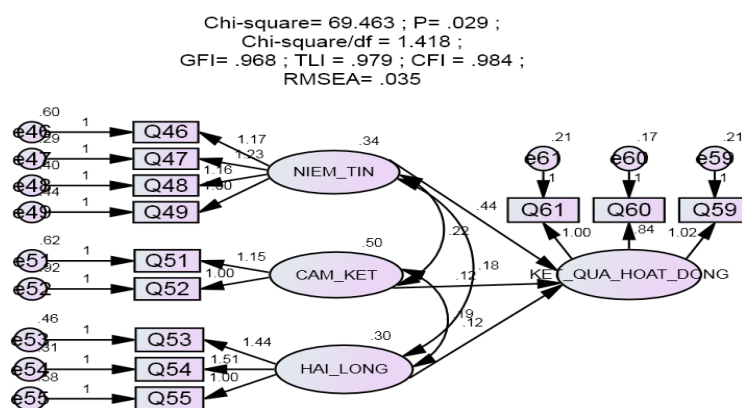 Chi-square= 69.463 ; P= .029 ;
Chi-square/df = 1.418 ;
GFI= .968 ; TLI = .979 ; CFI = .984 ;
RMSEA= .035
.60
e46 1 Q46 1.17
.29
e47 1 Q47 1.23
.40
e48 1 Q48 1.16
.44
e49 1 Q49 1.00
NIEM_TIN .34
.62
e51 1 Q51 1.15
.92
e52 1 Q52 1.00
CAM_KET .50
.46
e53 1 Q53 1.44
.31
e54 1 Q54 1.51
.58
e55 1 Q55 1.00
HAI_LONG .30
.22
.18
.19
.44
.12
.12
.21 .17 .21
e61 e60 e59
1 1 1
Q61 Q60 Q59
1.00 .84 1.02
KET_QUA_HOAT_DONG